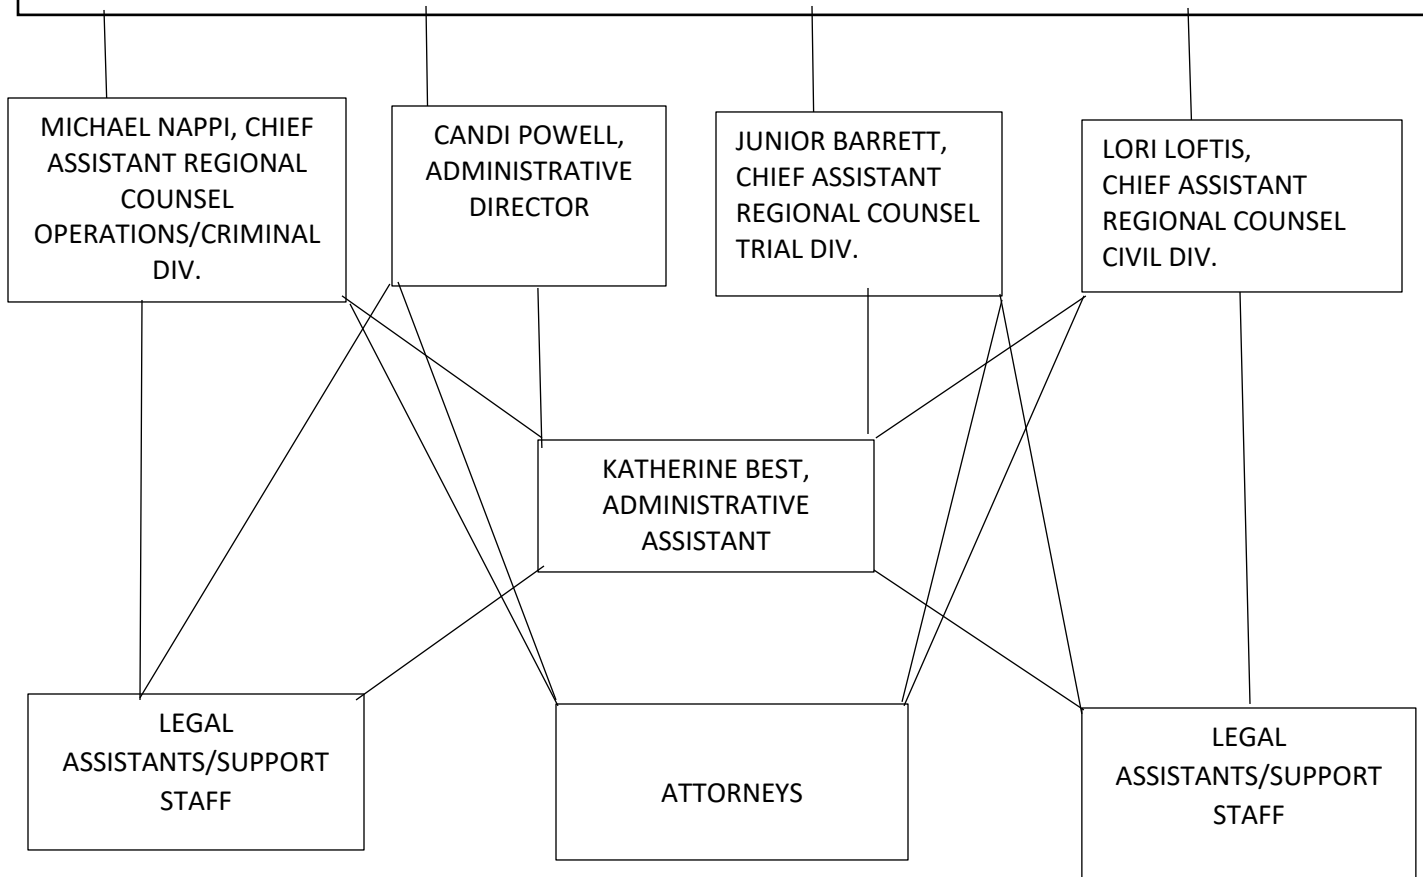 MICHAEL NAPPI, CHIEF
ASSISTANT REGIONAL
COUNSEL
OPERATIONS/CRIMINAL
DIV.
CANDI POWELL,
ADMINISTRATIVE
DIRECTOR
JUNIOR BARRETT,
CHIEF ASSISTANT
REGIONAL COUNSEL
TRIAL DIV.
LORI LOFTIS,
CHIEF ASSISTANT
REGIONAL COUNSEL
CIVIL DIV.
KATHERINE BEST,
ADMINISTRATIVE
ASSISTANT
LEGAL
ASSISTANTS/SUPPORT
STAFF
ATTORNEYS
LEGAL
ASSISTANTS/SUPPORT
STAFF